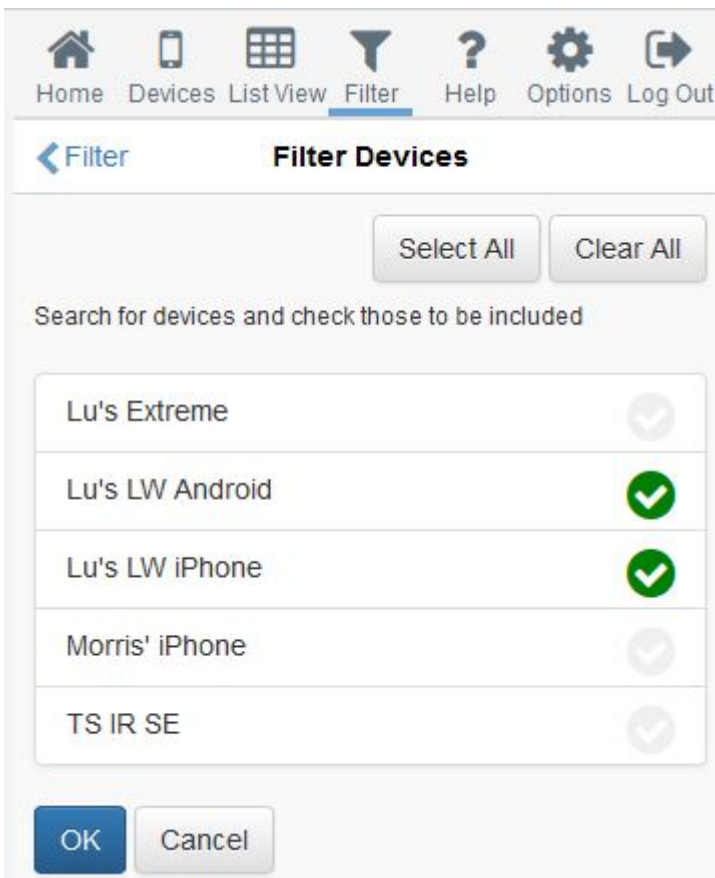 Home Devices List View Filter Help Options Log Out
Filter Filter Devices
Select All Clear All
Search for devices and check those to be included
Lu's Extreme
Lu's LW Android
Lu's LW iPhone
Morris' iPhone
TS IR SE
OK Cancel